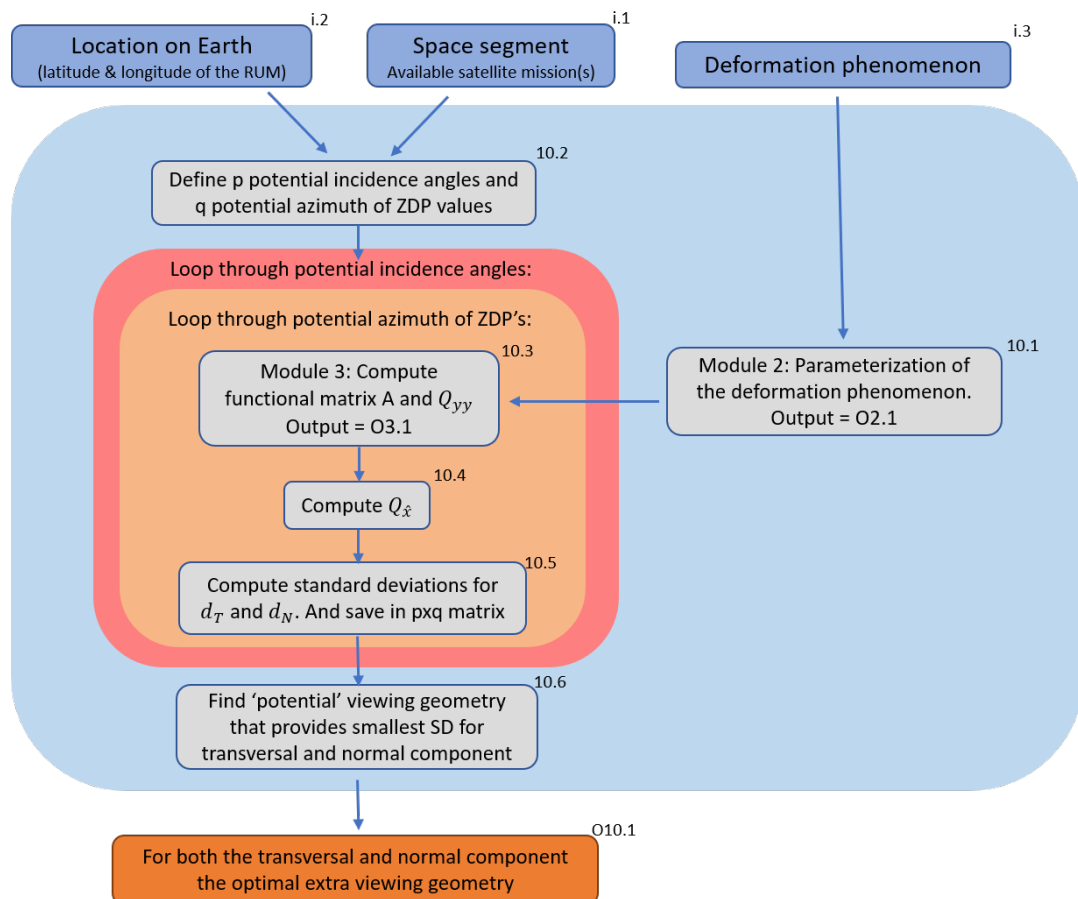 i.2
Location on Earth
(latitude & longitude of the RUM)
i.1
Space segment
Available satellite mission(s)
i.3
Deformation phenomenon
10.2
Define p potential incidence angles and
q potential azimuth of ZDP values
Loop through potential incidence angles:
Loop through potential azimuth of ZDP's:
10.3
Module 3: Compute
functional matrix A and Q_{yy}
Output = O3.1
10.1
Module 2: Parameterization of
the deformation phenomenon.
Output = O2.1
10.4
Compute Q_{x̂}
10.5
Compute standard deviations for
d_T and d_N. And save in pxq matrix
10.6
Find ‘potential’ viewing geometry
that provides smallest SD for
transversal and normal component
O10.1
For both the transversal and normal component
the optimal extra viewing geometry